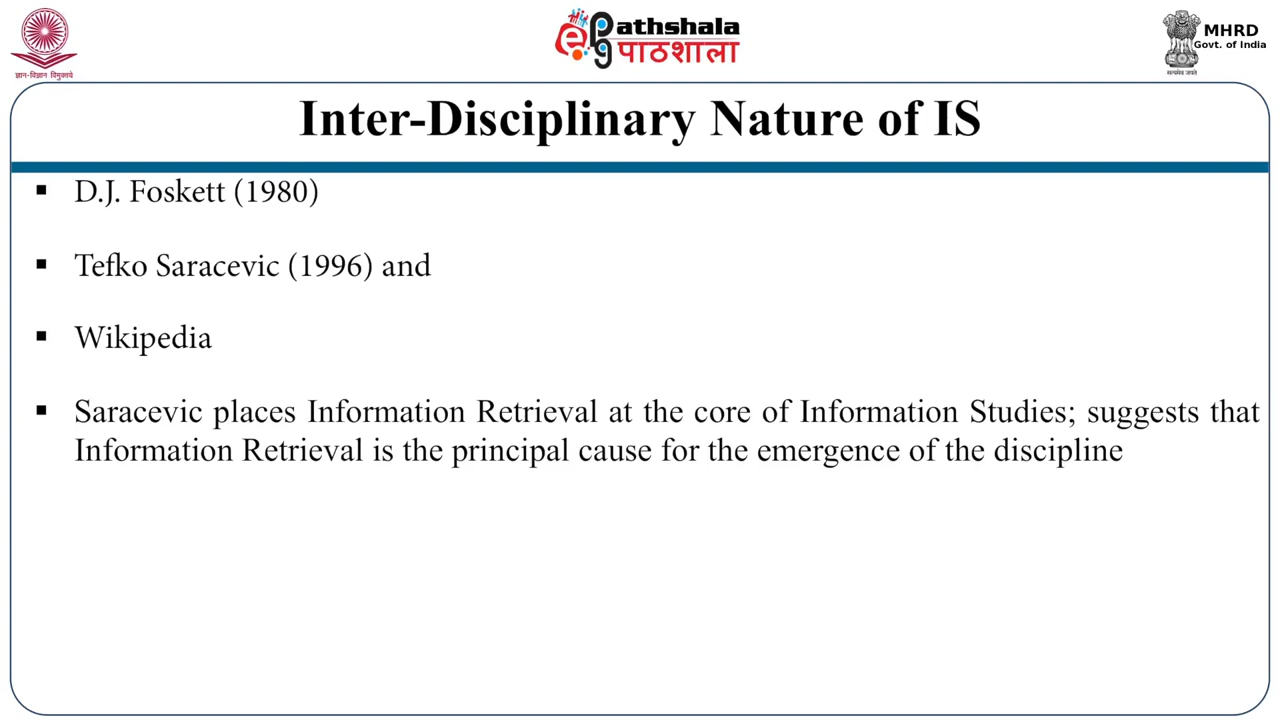 ज्ञान-विज्ञान विमुक्तये
epg Pathshala
पाठशाला
MHRD
Govt. of India
सत्यमेव जयते
Inter-Disciplinary Nature of IS
▪ D.J. Foskett (1980)
▪ Tefko Saracevic (1996) and
▪ Wikipedia
▪ Saracevic places Information Retrieval at the core of Information Studies; suggests that
Information Retrieval is the principal cause for the emergence of the discipline